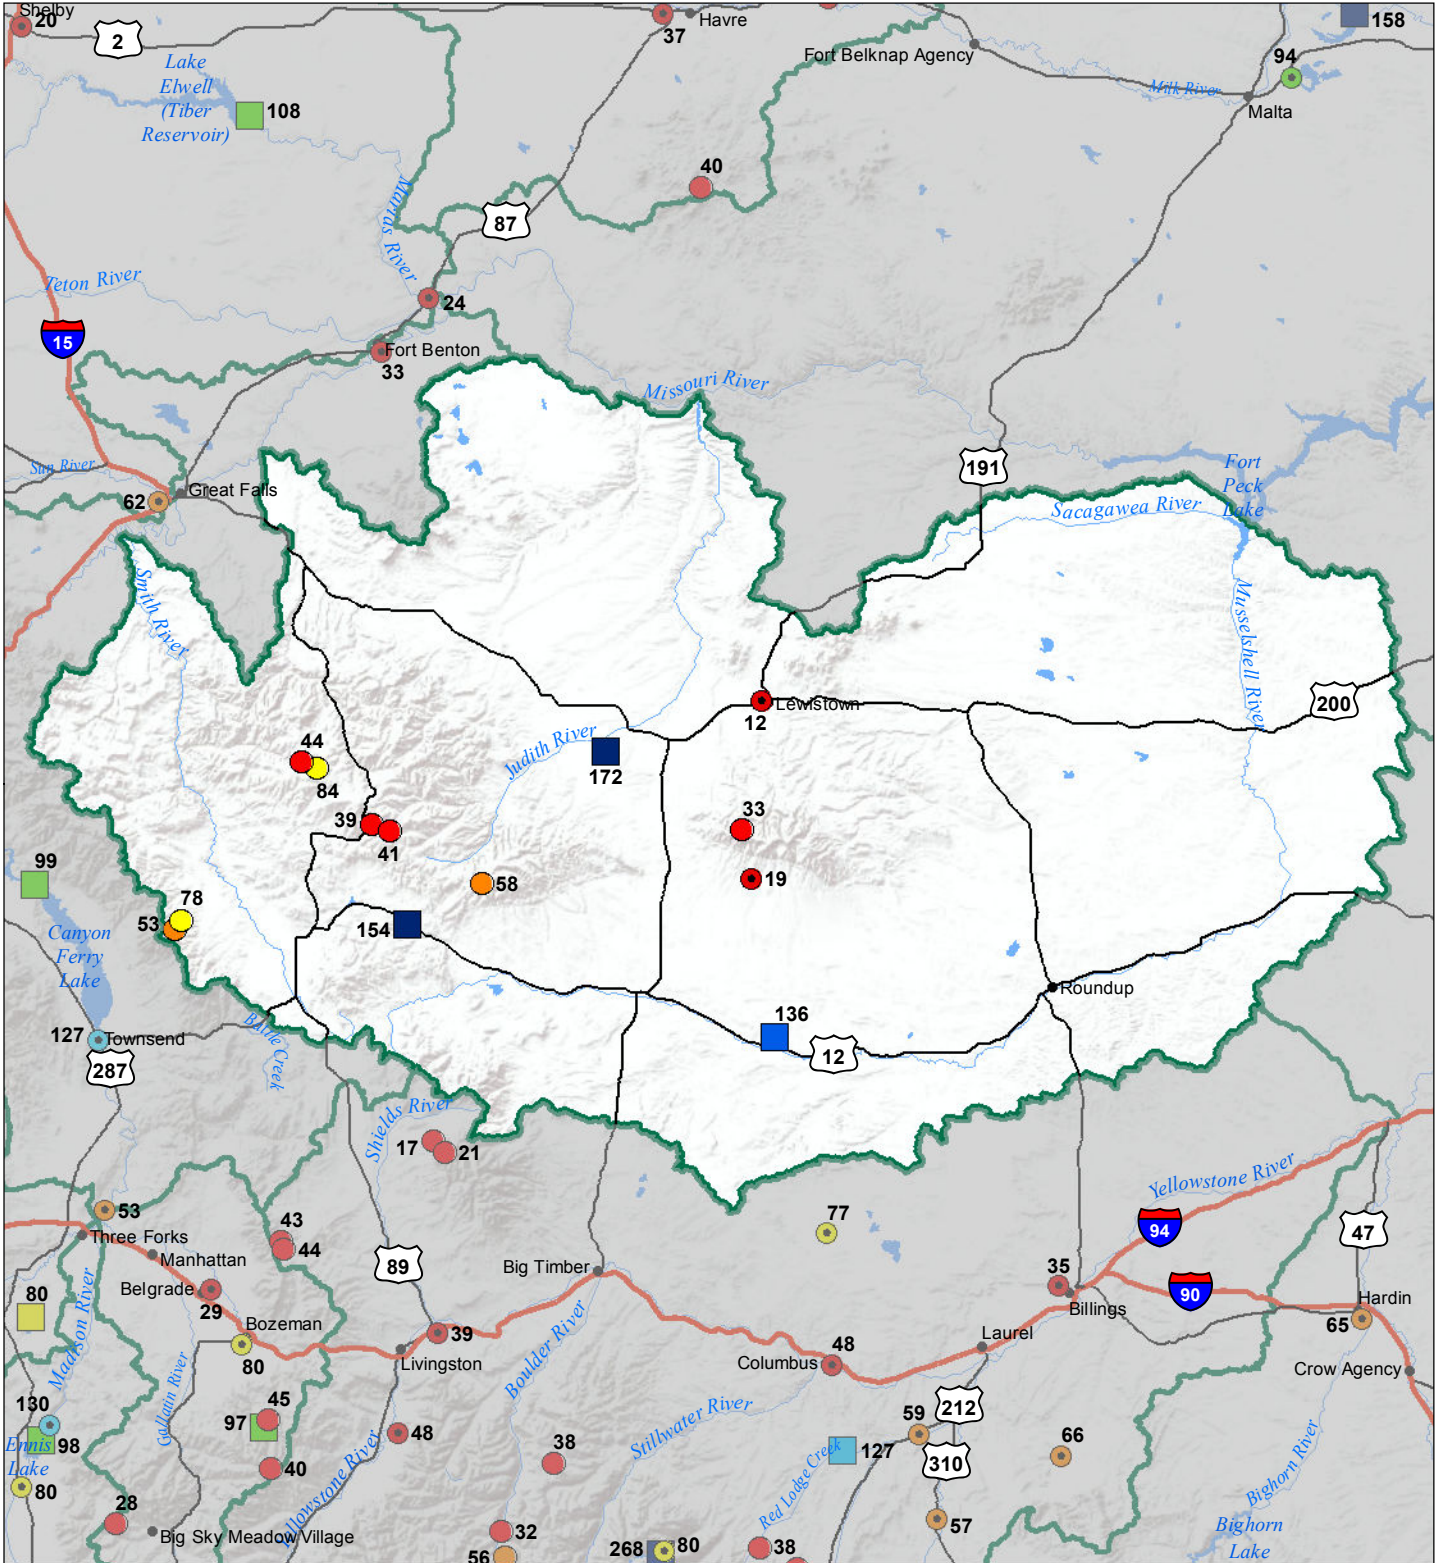 Shelby
20
2
Havre
37
Fort Belknap Agency
158
94
Malta
Milk River
Lake
Elwell
(Tiber
Reservoir)
108
40
Marias River
87
Teton River
24
15
Fort Benton
33
Missouri River
Sun River
Great Falls
62
191
Fort
Peck
Lake
Sacagawea River
Smith River
Musselshell River
200
Lewistown
12
44
84
Judith River
172
39
41
33
19
58
99
78
53
154
Canyon
Ferry
Lake
Roundup
136
12
127
Townsend
287
Battle Creek
Shields River
17
21
53
Three Forks
Manhattan
43
44
Belgrade
29
80
Bozeman
80
Madison River
Gallatin River
89
Big Timber
39
Livingston
77
Yellowstone River
94
47
35
90
Billings
Hardin
65
Laurel
Columbus
48
Crow Agency
Boulder River
130
98
Ennis
Lake
80
45
97
40
28
Big Sky Meadow Village
Yellowstone River
48
38
32
56
Stillwater River
268
80
38
Red Lodge Creek
127
59
212
310
57
66
Bighorn River
Bighorn
Lake